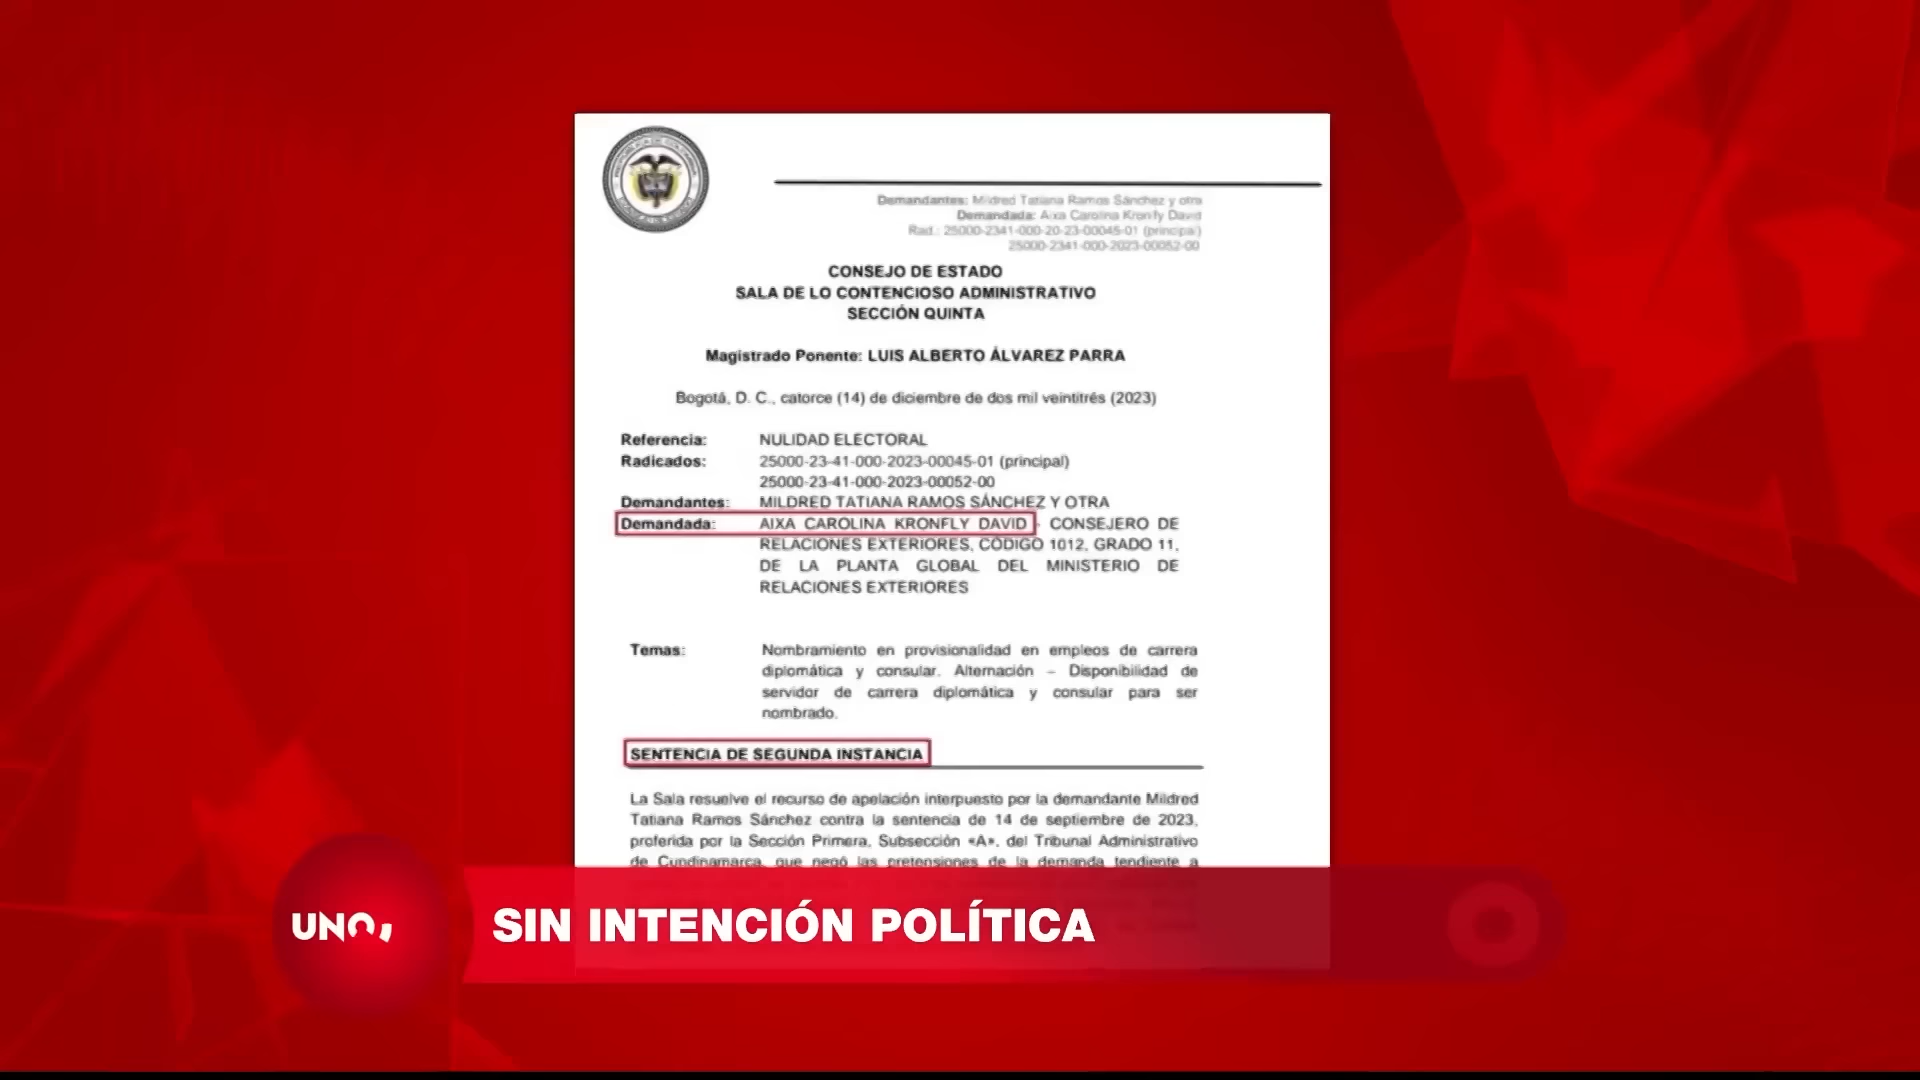 Demandantes: Mildred Tatiana Ramos Sánchez y otra
Demandada: Aixa Carolina Kronfly David
Rad.: 25000-2341-000-20-23-00045-01 (principal)
25000-2341-000-2023-00052-00
CONSEJO DE ESTADO
SALA DE LO CONTENCIOSO ADMINISTRATIVO
SECCIÓN QUINTA
Magistrado Ponente: LUIS ALBERTO ÁLVAREZ PARRA
Bogotá, D. C., catorce (14) de diciembre de dos mil veintitrés (2023)
Referencia: NULIDAD ELECTORAL
Radicados: 25000-23-41-000-2023-00045-01 (principal)
25000-23-41-000-2023-00052-00
Demandantes: MILDRED TATIANA RAMOS SÁNCHEZ Y OTRA
Demandada: AIXA CAROLINA KRONFLY DAVID - CONSEJERO DE
RELACIONES EXTERIORES, CÓDIGO 1012, GRADO 11,
DE LA PLANTA GLOBAL DEL MINISTERIO DE
RELACIONES EXTERIORES
Temas: Nombramiento en provisionalidad en empleos de carrera
diplomática y consular. Alternación – Disponibilidad de
servidor de carrera diplomática y consular para ser
nombrado.
SENTENCIA DE SEGUNDA INSTANCIA
La Sala resuelve el recurso de apelación interpuesto por la demandante Mildred
Tatiana Ramos Sánchez contra la sentencia de 14 de septiembre de 2023,
proferida por la Sección Primera, Subsección «A», del Tribunal Administrativo
de Cundinamarca, que negó las pretensiones de la demanda tendiente a
UNO
SIN INTENCIÓN POLÍTICA